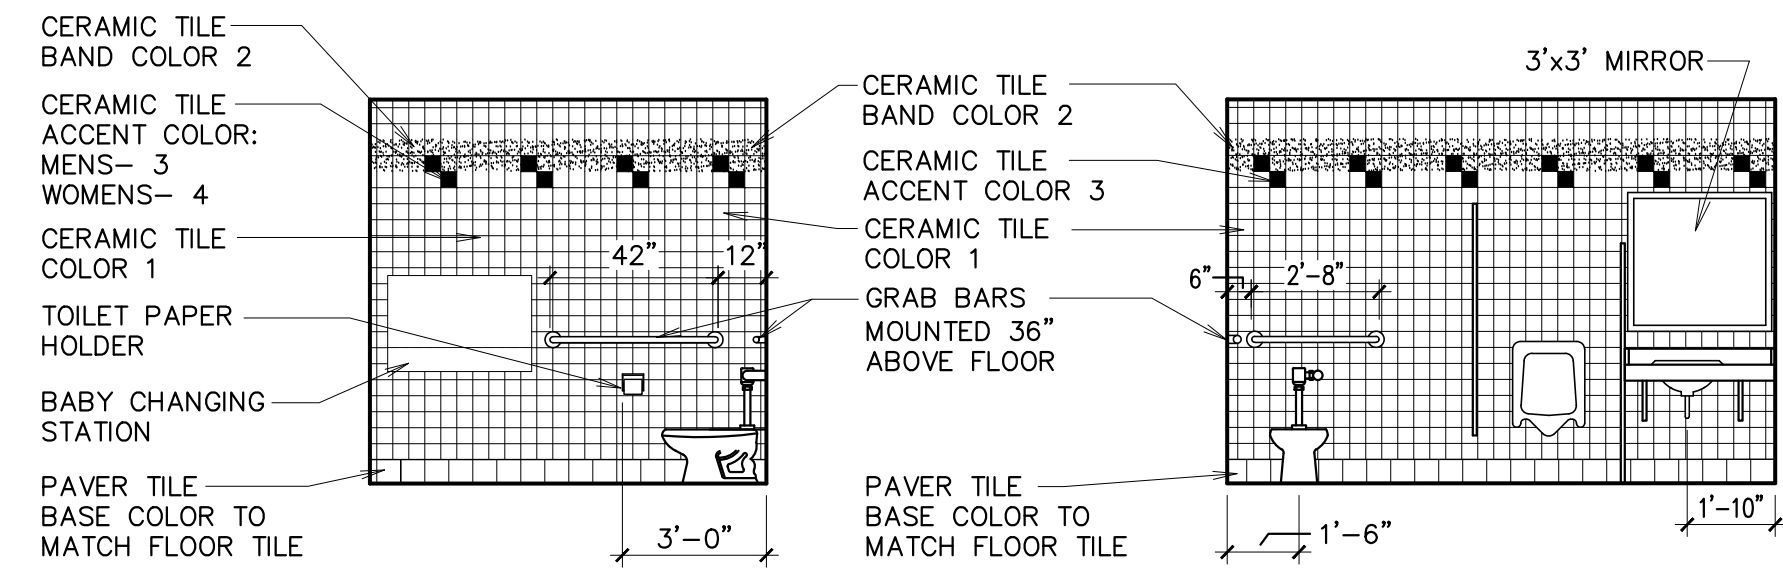 CERAMIC TILE
BAND COLOR 2
CERAMIC TILE
ACCENT COLOR:
MENS– 3
WOMENS– 4
CERAMIC TILE
COLOR 1
TOILET PAPER
HOLDER
BABY CHANGING
STATION
PAVER TILE
BASE COLOR TO
MATCH FLOOR TILE
42”
12”
3’–0”
CERAMIC TILE
BAND COLOR 2
CERAMIC TILE
ACCENT COLOR 3
CERAMIC TILE
COLOR 1
GRAB BARS
MOUNTED 36”
ABOVE FLOOR
PAVER TILE
BASE COLOR TO
MATCH FLOOR TILE
3’x3’ MIRROR
6”
2’–8”
1’–6”
1’–10”